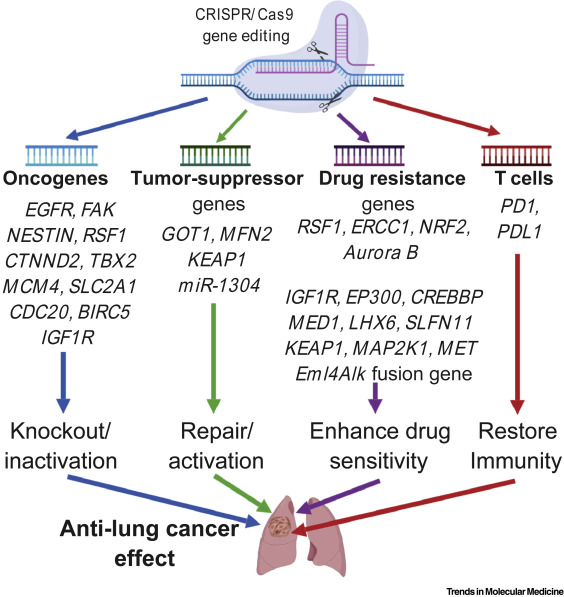 CRISPR/Cas9
gene editing
Oncogenes
EGFR, FAK
NESTIN, RSF1
CTNND2, TBX2
MCM4, SLC2A1
CDC20, BIRC5
IGF1R
Knockout/
inactivation
Tumor-suppressor
genes
GOT1, MFN2
KEAP1
miR-1304
Repair/
activation
Drug resistance
genes
RSF1, ERCC1, NRF2,
Aurora B
IGF1R, EP300, CREBBP
MED1, LHX6, SLFN11
KEAP1, MAP2K1, MET
Eml4Alk fusion gene
Enhance drug
sensitivity
T cells
PD1,
PDL1
Restore
Immunity
Anti-lung cancer
effect
Trends in Molecular Medicine